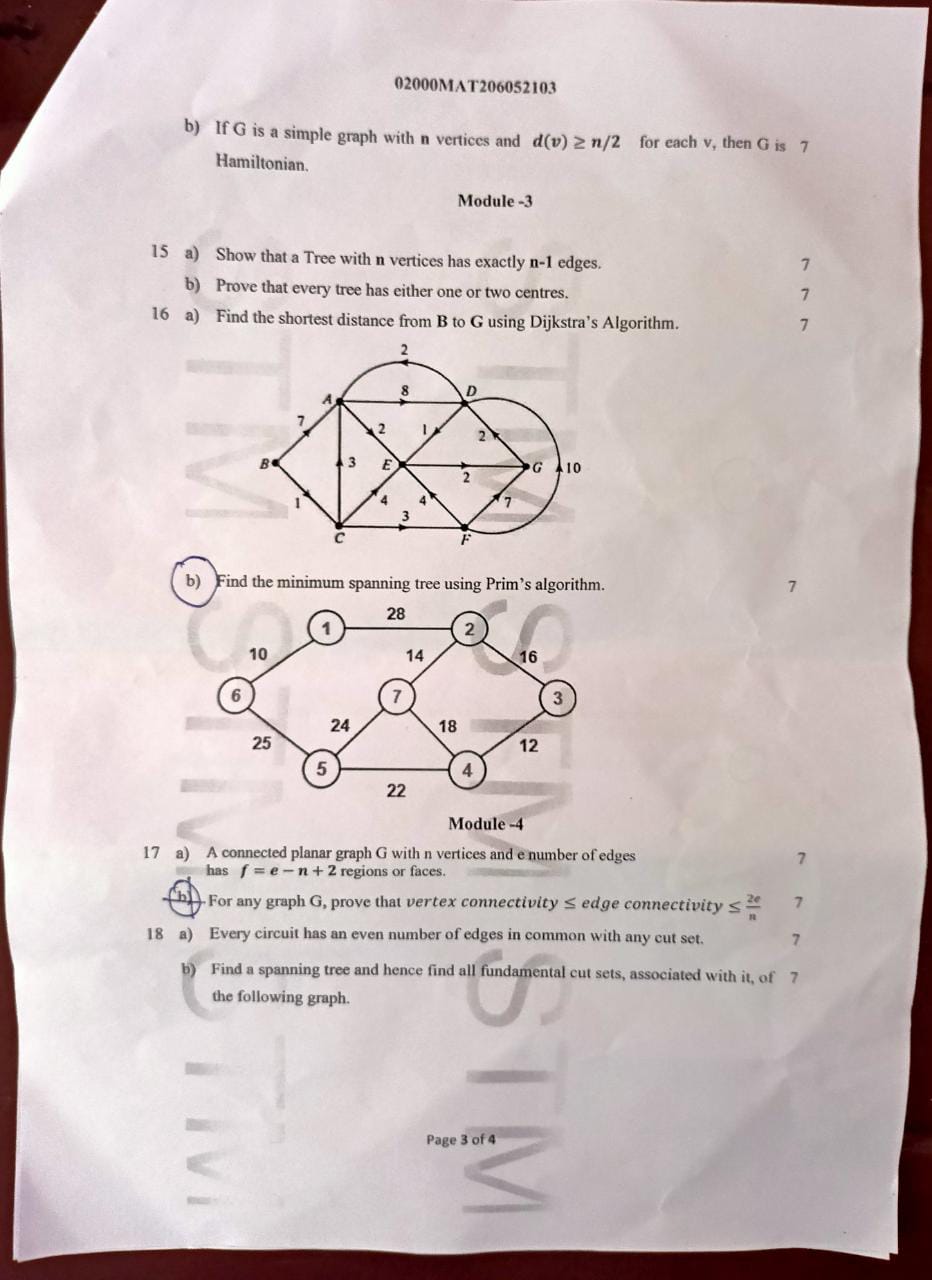 02000MAT206052103
b) If G is a simple graph with n vertices and d(v) ≥ n/2 for each v, then G is 7
Hamiltonian.
Module -3
15 a) Show that a Tree with n vertices has exactly n-1 edges. 7
b) Prove that every tree has either one or two centres. 7
16 a) Find the shortest distance from B to G using Dijkstra's Algorithm. 7
2
A 8 D
7 2 1 2
B 3 E 2 G 10
1 4 4 7
3
C F
b) Find the minimum spanning tree using Prim's algorithm. 7
1 28 2
10 14 16
6 7 3
25 24 18 12
5 4
22
Module -4
17 a) A connected planar graph G with n vertices and e number of edges 7
has f = e − n + 2 regions or faces.
b) For any graph G, prove that vertex connectivity ≤ edge connectivity ≤ 2e/n 7
18 a) Every circuit has an even number of edges in common with any cut set. 7
b) Find a spanning tree and hence find all fundamental cut sets, associated with it, of 7
the following graph.
Page 3 of 4